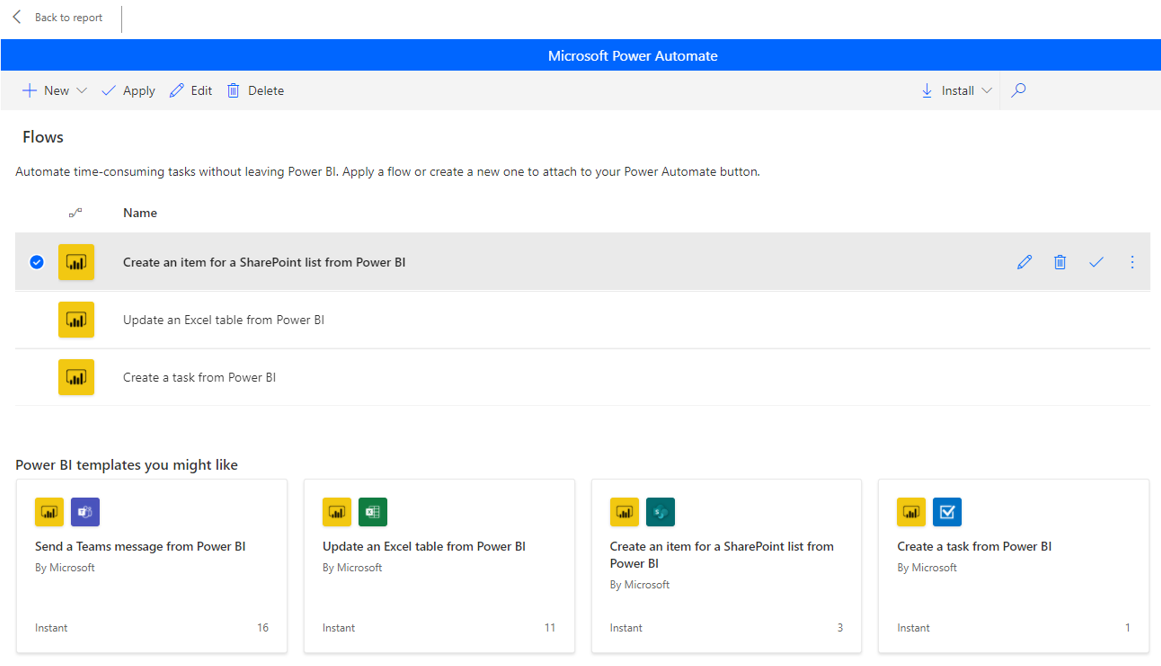 Back to report
Microsoft Power Automate
New Apply Edit Delete Install
Flows
Automate time-consuming tasks without leaving Power BI. Apply a flow or create a new one to attach to your Power Automate button.
Name
Create an item for a SharePoint list from Power BI
Update an Excel table from Power BI
Create a task from Power BI
Power BI templates you might like
Send a Teams message from Power BI
By Microsoft
Instant 16
Update an Excel table from Power BI
By Microsoft
Instant 11
Create an item for a SharePoint list from
Power BI
By Microsoft
Instant 3
Create a task from Power BI
By Microsoft
Instant 1